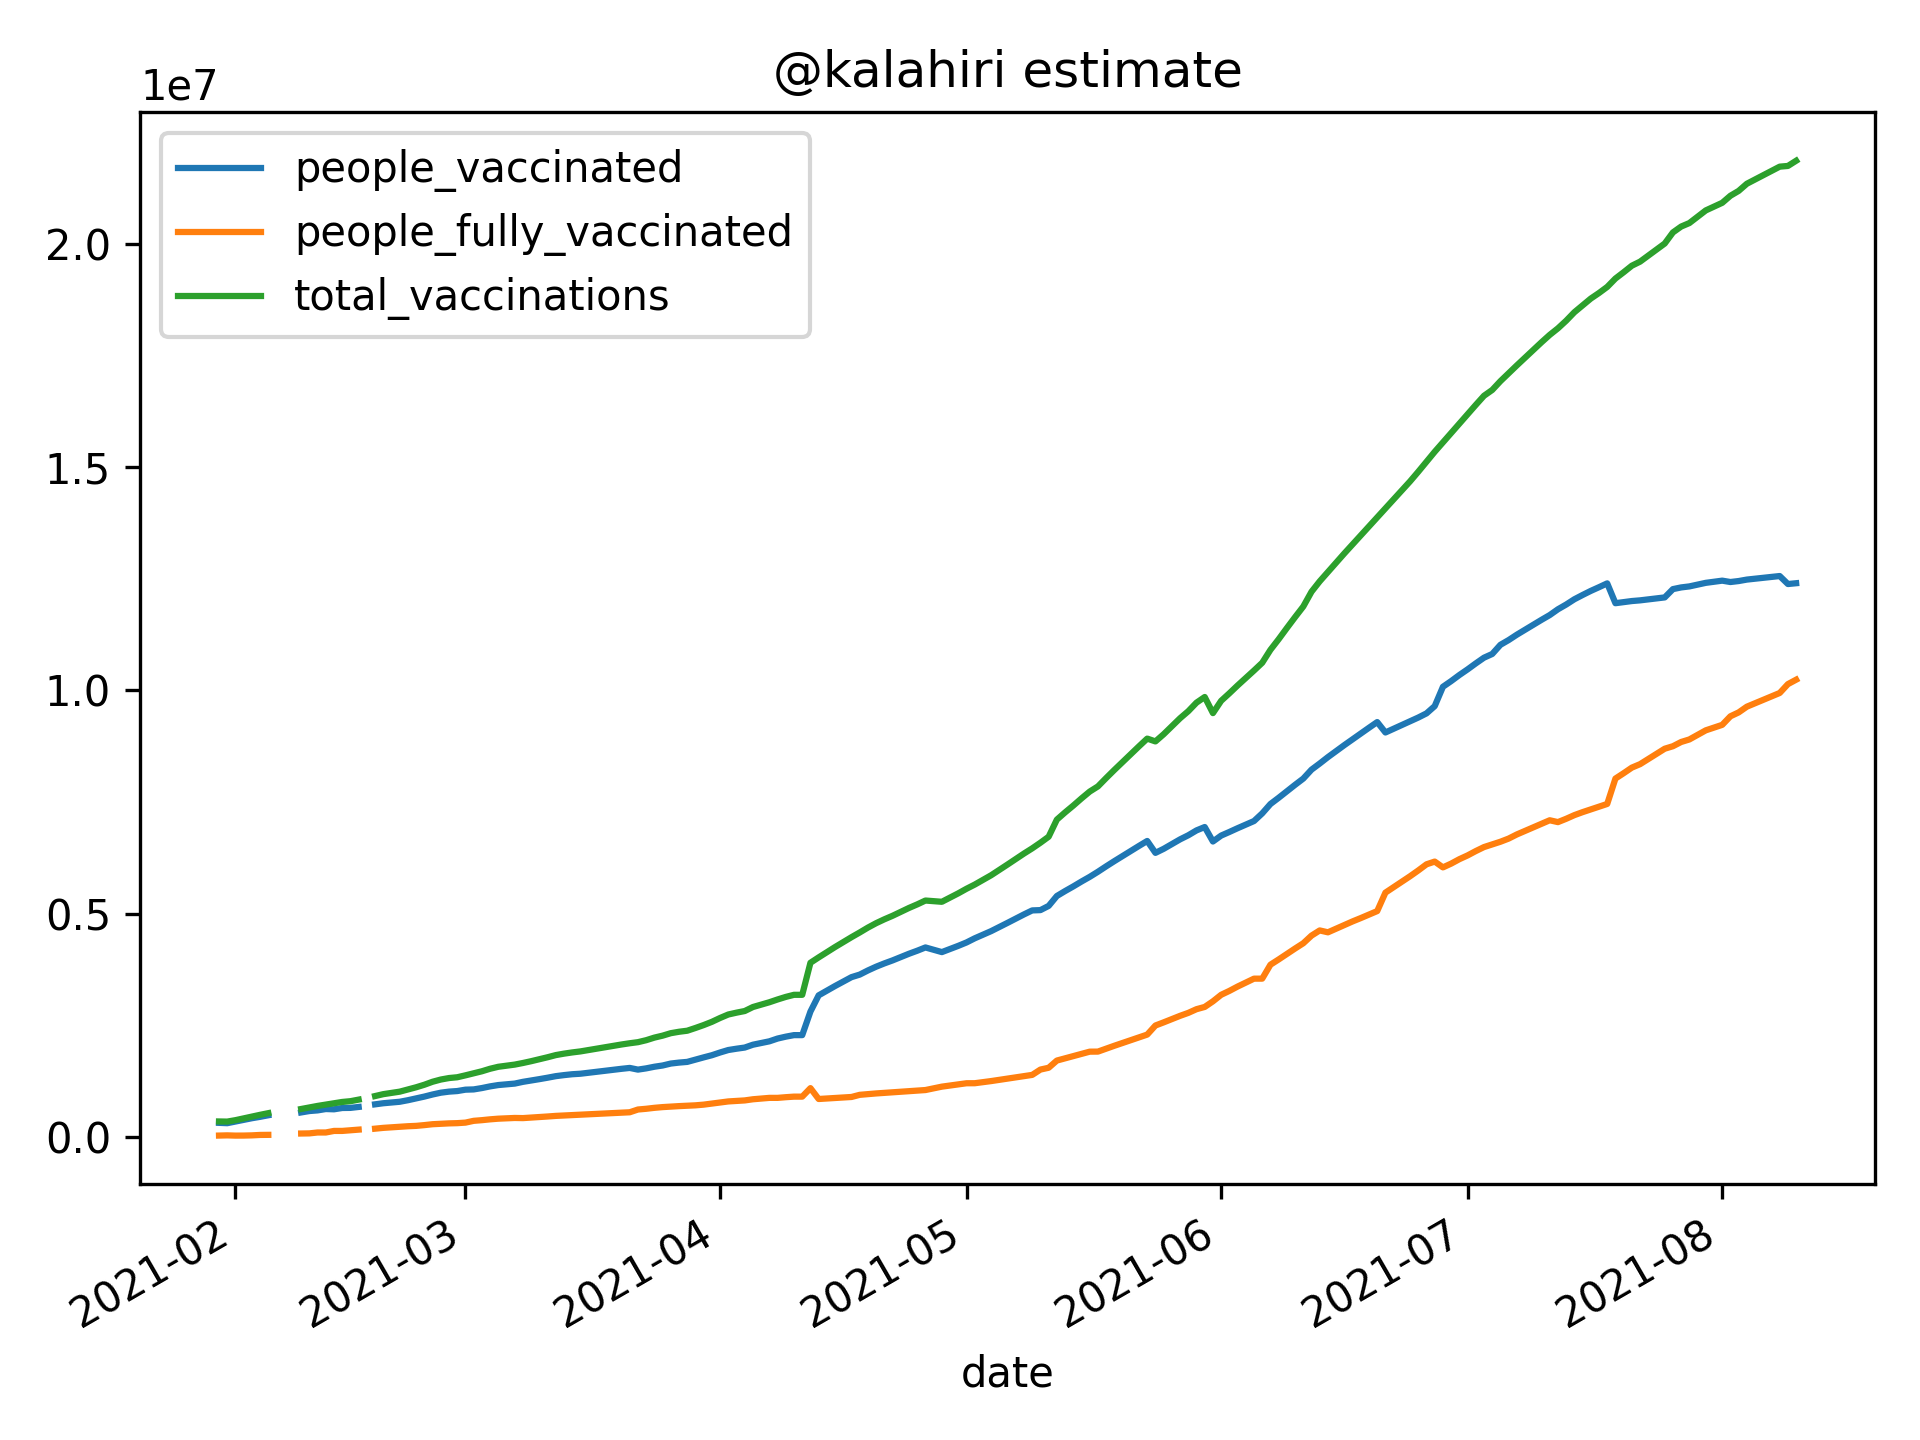 @kalahiri estimate
1e7
people_vaccinated
people_fully_vaccinated
total_vaccinations
2.0
1.5
1.0
0.5
0.0
2021-02
2021-03
2021-04
2021-05
2021-06
2021-07
2021-08
date